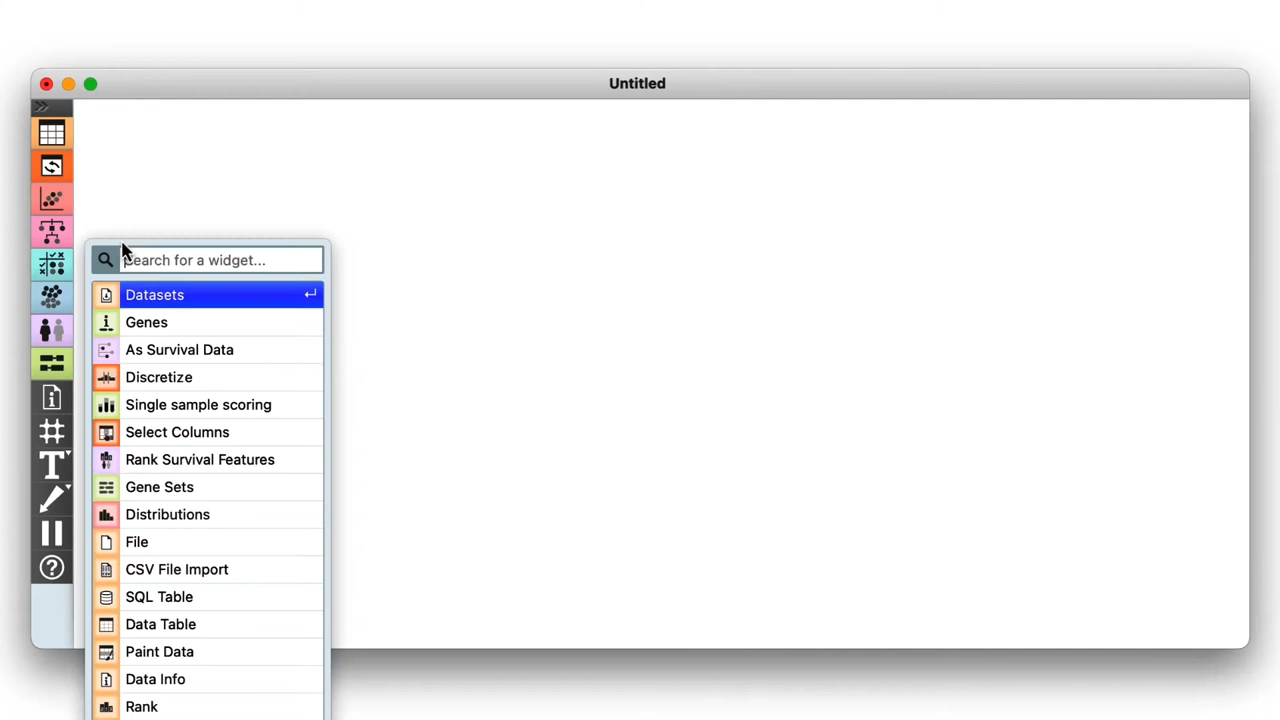 Untitled
Search for a widget...
Datasets
Genes
As Survival Data
Discretize
Single sample scoring
Select Columns
Rank Survival Features
Gene Sets
Distributions
File
CSV File Import
SQL Table
Data Table
Paint Data
Data Info
Rank